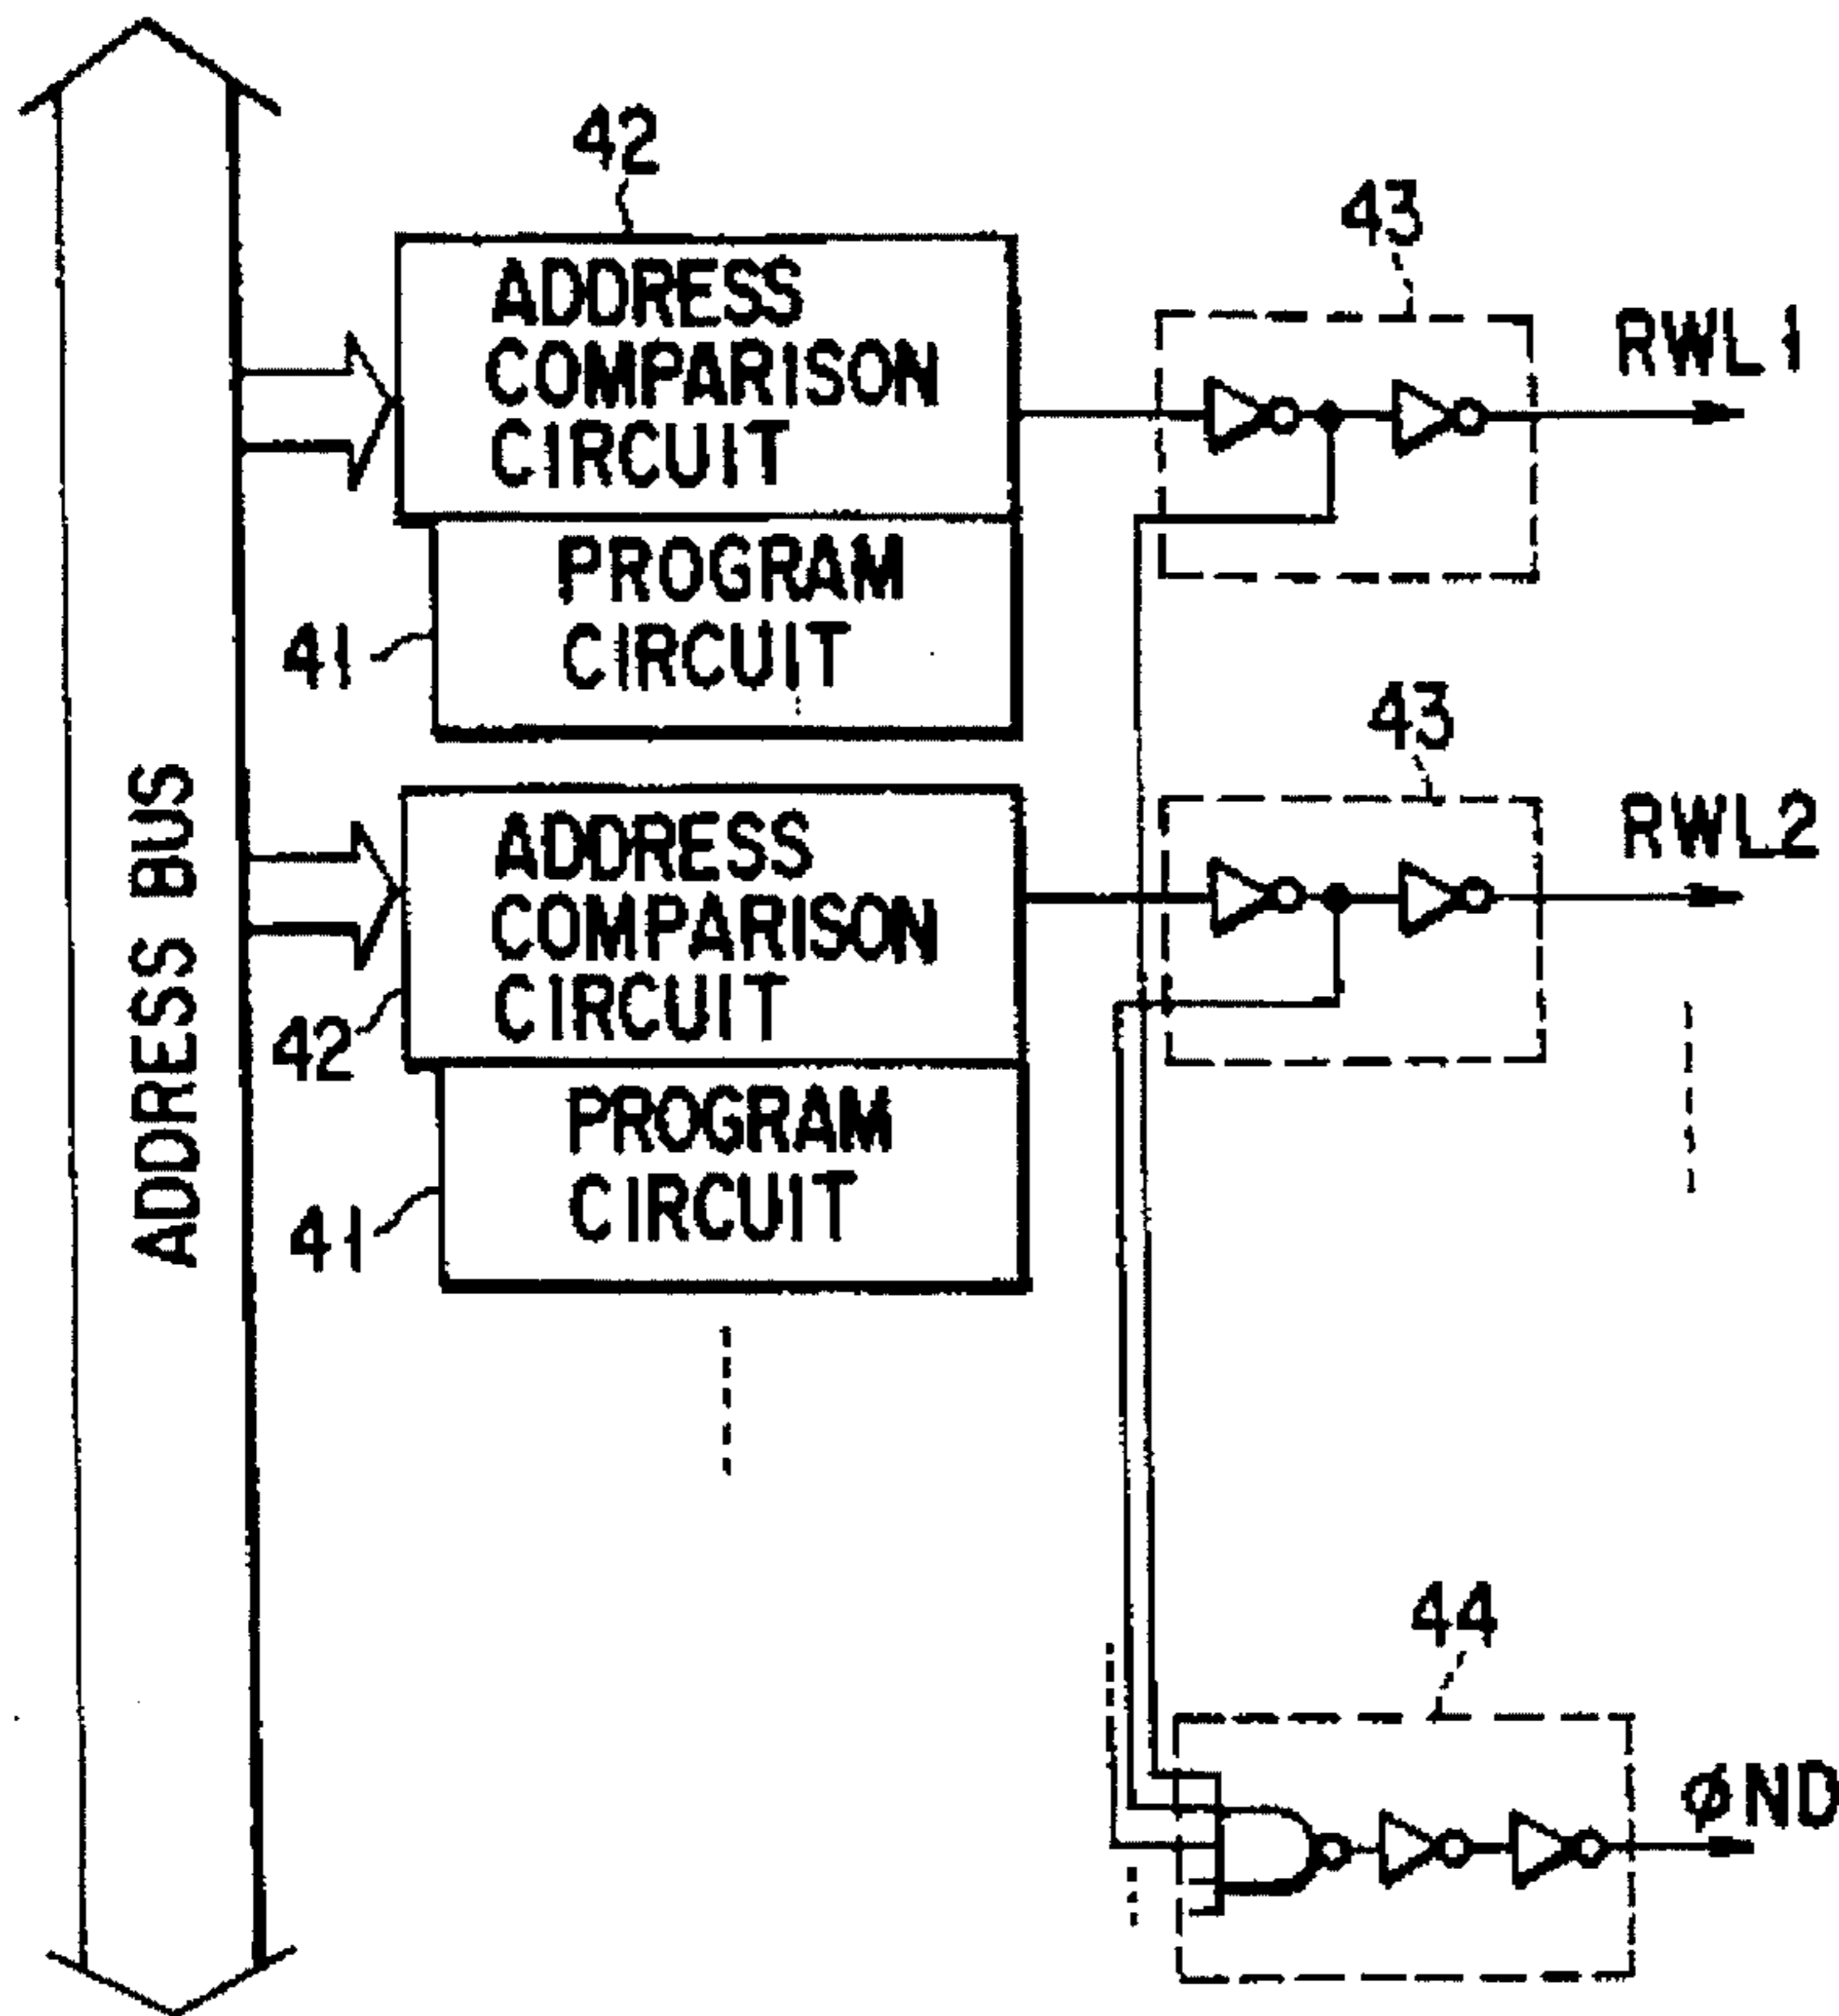 42
43
ADDRESS
COMPARISON
CIRCUIT
RWL1
PROGRAM
CIRCUIT
41
43
ADDRESS BUS
ADDRESS
COMPARISON
CIRCUIT
RWL2
42
PROGRAM
CIRCUIT
41
44
φND